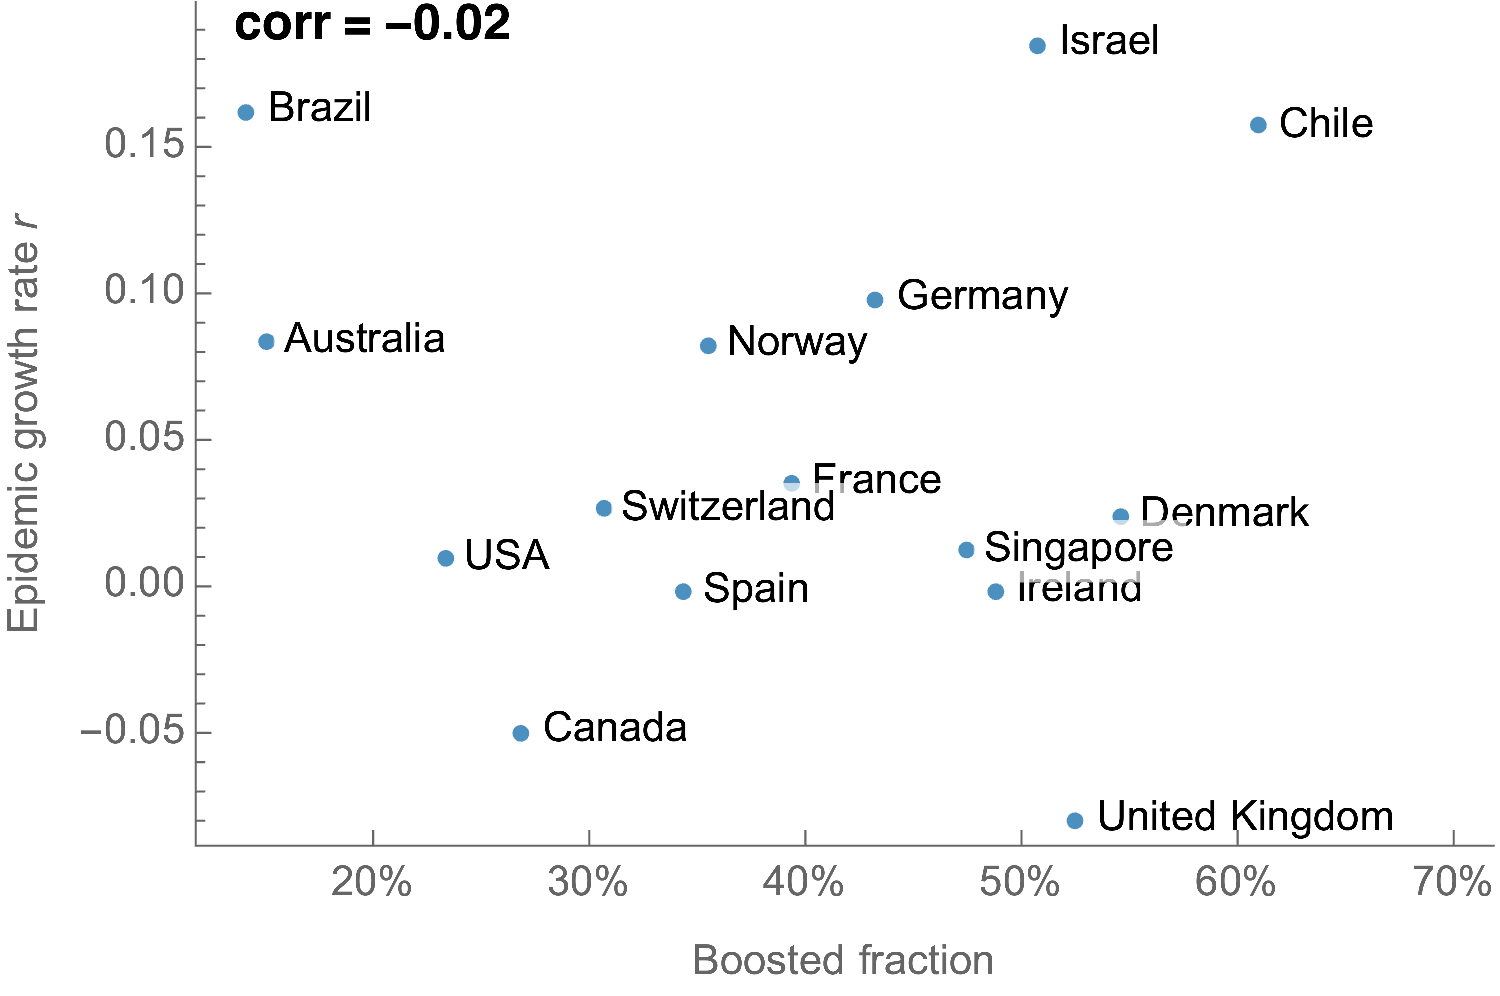 corr = −0.02
Israel
Brazil
Chile
0.15
Germany
0.10
Australia
Norway
0.05
France
Switzerland
Denmark
Singapore
USA
0.00
Spain
Ireland
−0.05
Canada
United Kingdom
Epidemic growth rate r
20%
30%
40%
50%
60%
70%
Boosted fraction